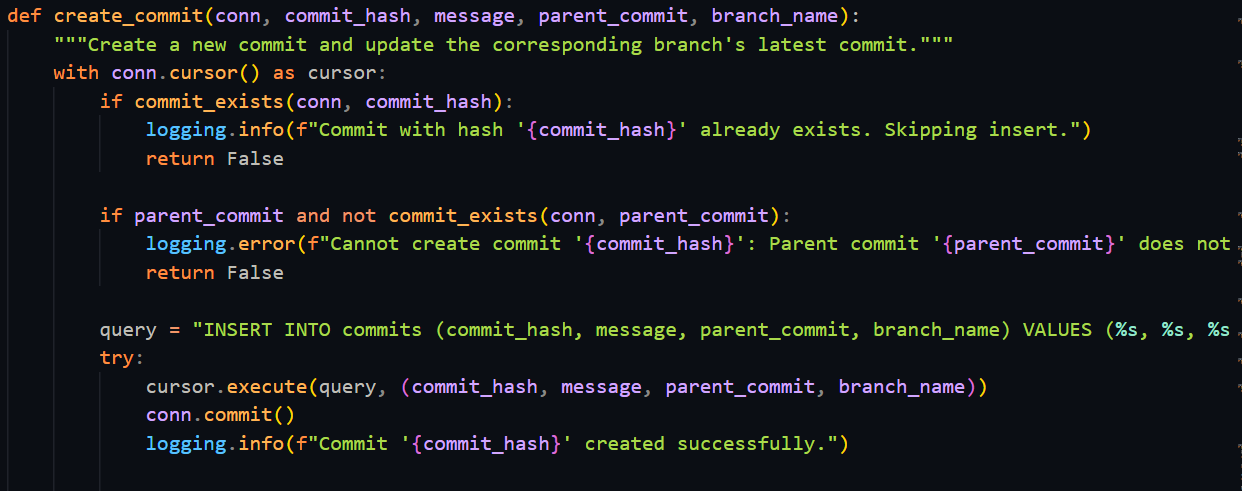 def create_commit(conn, commit_hash, message, parent_commit, branch_name):
    """Create a new commit and update the corresponding branch's latest commit."""
    with conn.cursor() as cursor:
        if commit_exists(conn, commit_hash):
            logging.info(f"Commit with hash '{commit_hash}' already exists. Skipping insert.")
            return False

        if parent_commit and not commit_exists(conn, parent_commit):
            logging.error(f"Cannot create commit '{commit_hash}': Parent commit '{parent_commit}' does not
            return False

        query = "INSERT INTO commits (commit_hash, message, parent_commit, branch_name) VALUES (%s, %s, %s
        try:
            cursor.execute(query, (commit_hash, message, parent_commit, branch_name))
            conn.commit()
            logging.info(f"Commit '{commit_hash}' created successfully.")